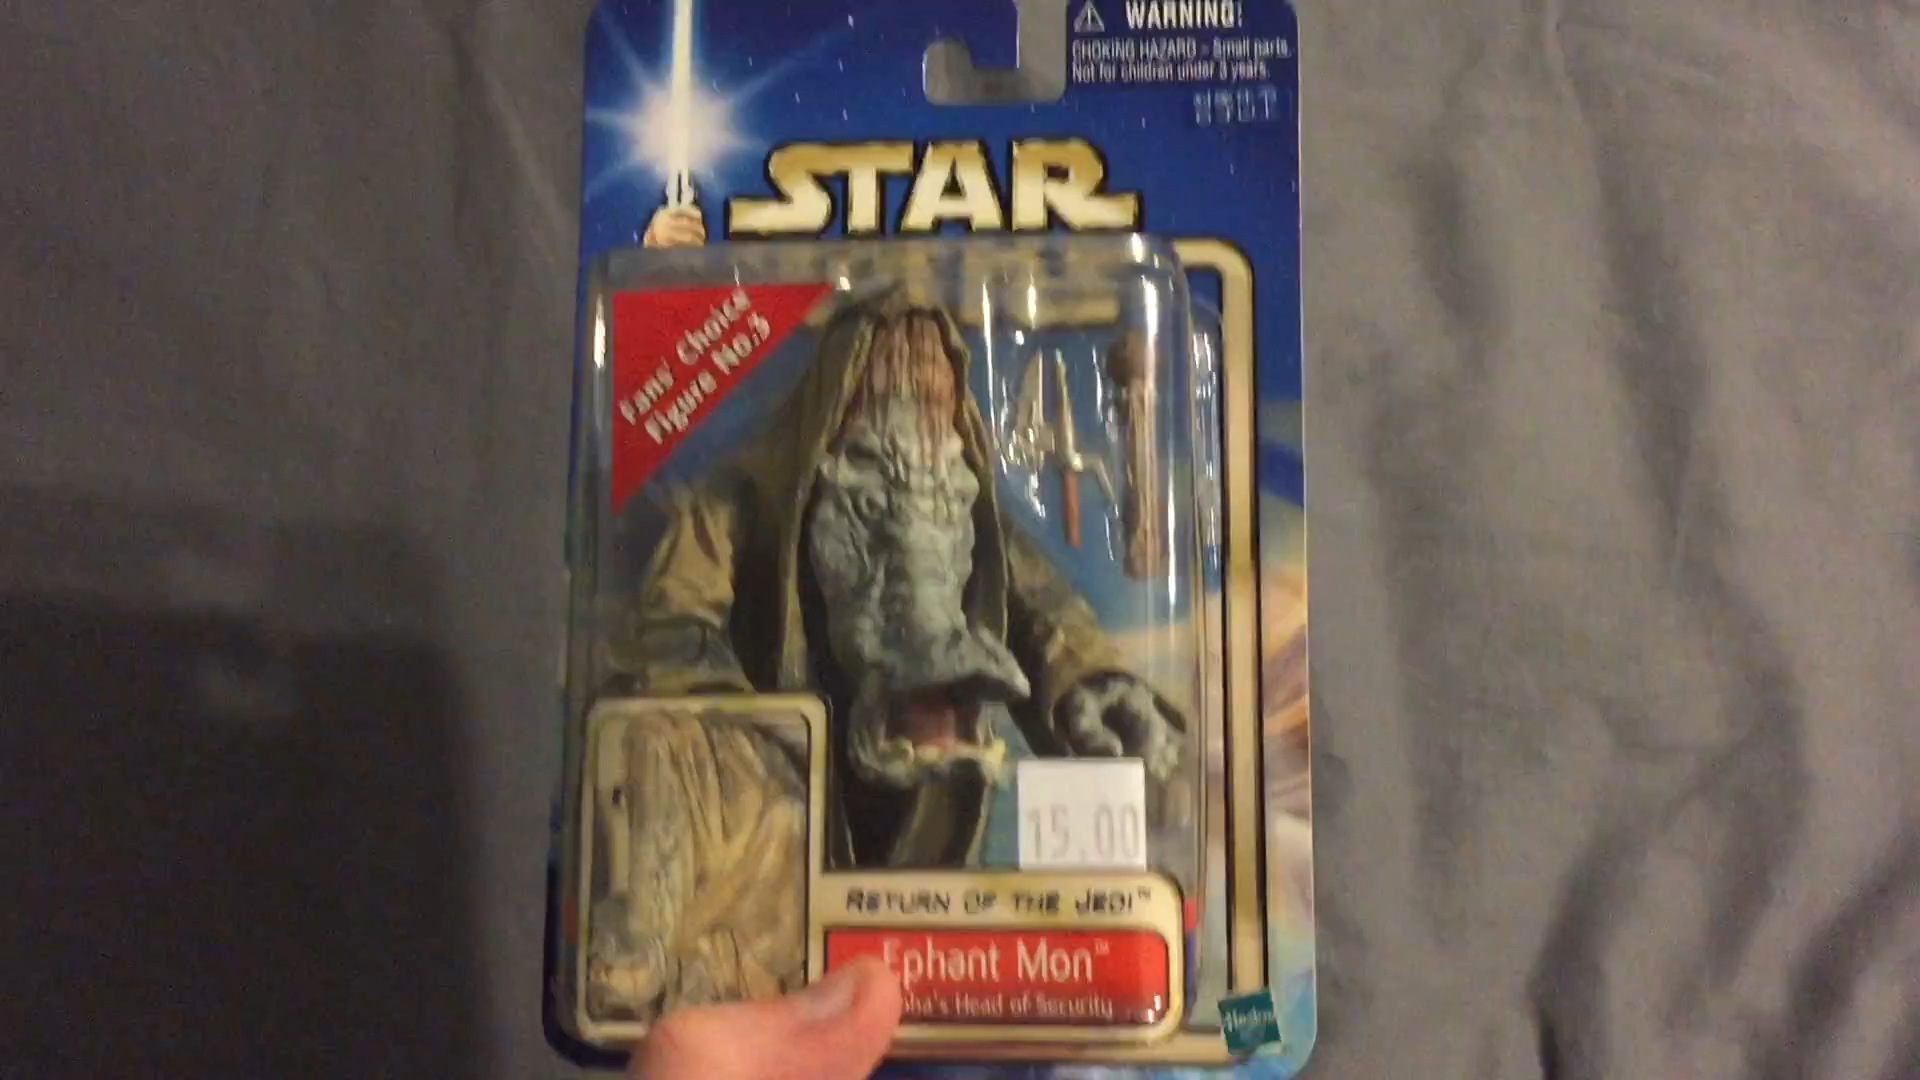 WARNING:
CHOKING HAZARD - Small parts.
Not for children under 3 years.
STAR
Fans' Choice
Figure No.3
15.00
RETURN OF THE JEDI™
Ephant Mon™
Head of Security
Hasbro